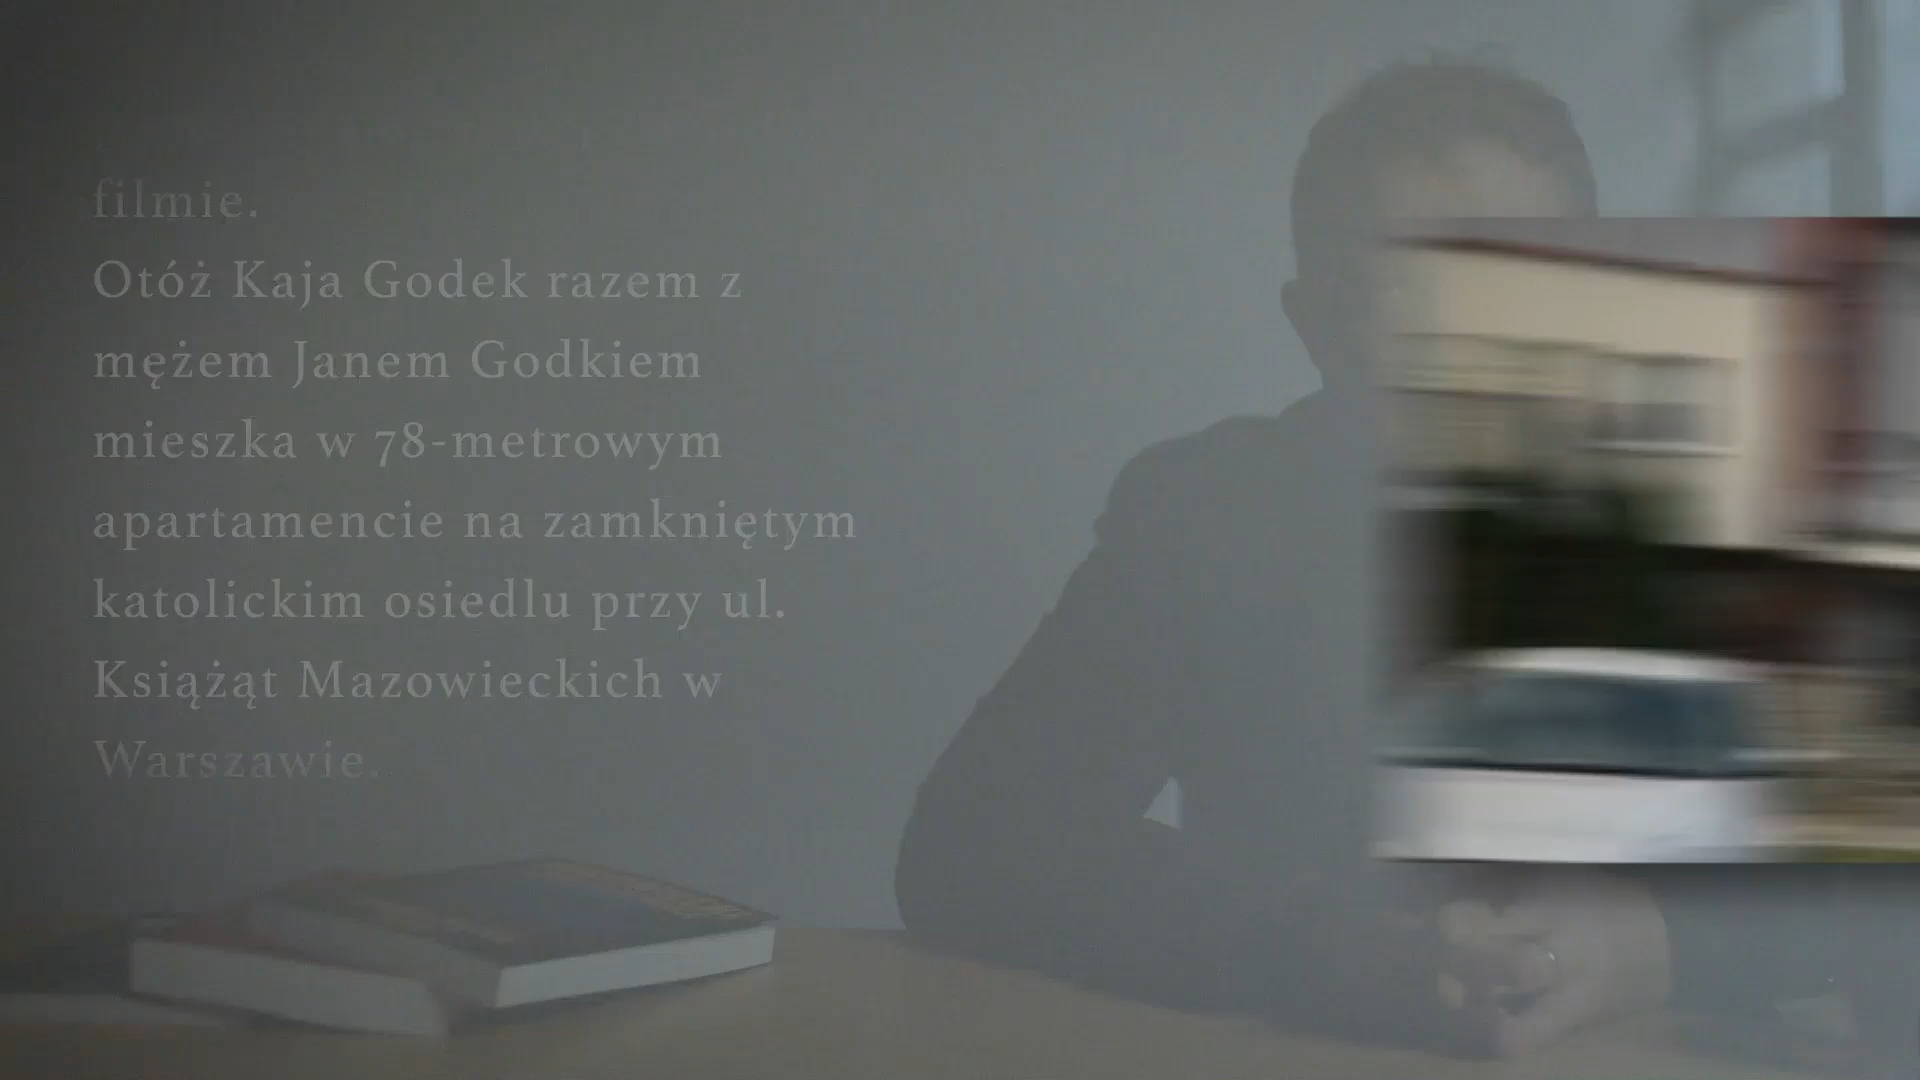 filmie.
Otóż Kaja Godek razem z
mężem Janem Godkiem
mieszka w 78-metrowym
apartamencie na zamkniętym
katolickim osiedlu przy ul.
Książąt Mazowieckich w
Warszawie.